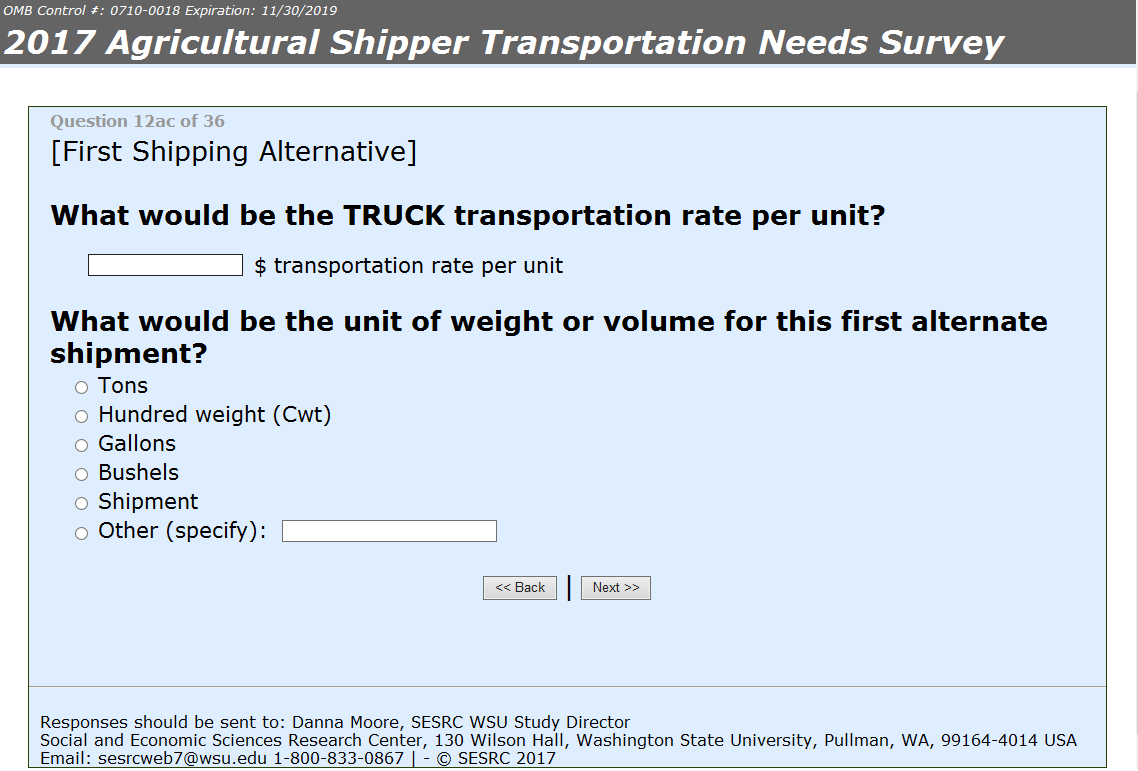 OMB Control #: 0710-0018 Expiration: 11/30/2019
2017 Agricultural Shipper Transportation Needs Survey
Question 12ac of 36
[First Shipping Alternative]
What would be the TRUCK transportation rate per unit?
$ transportation rate per unit
What would be the unit of weight or volume for this first alternate
shipment?
Tons
Hundred weight (Cwt)
Gallons
Bushels
Shipment
Other (specify):
<< Back | Next >>
Responses should be sent to: Danna Moore, SESRC WSU Study Director
Social and Economic Sciences Research Center, 130 Wilson Hall, Washington State University, Pullman, WA, 99164-4014 USA
Email: sesrcweb7@wsu.edu 1-800-833-0867 | - © SESRC 2017